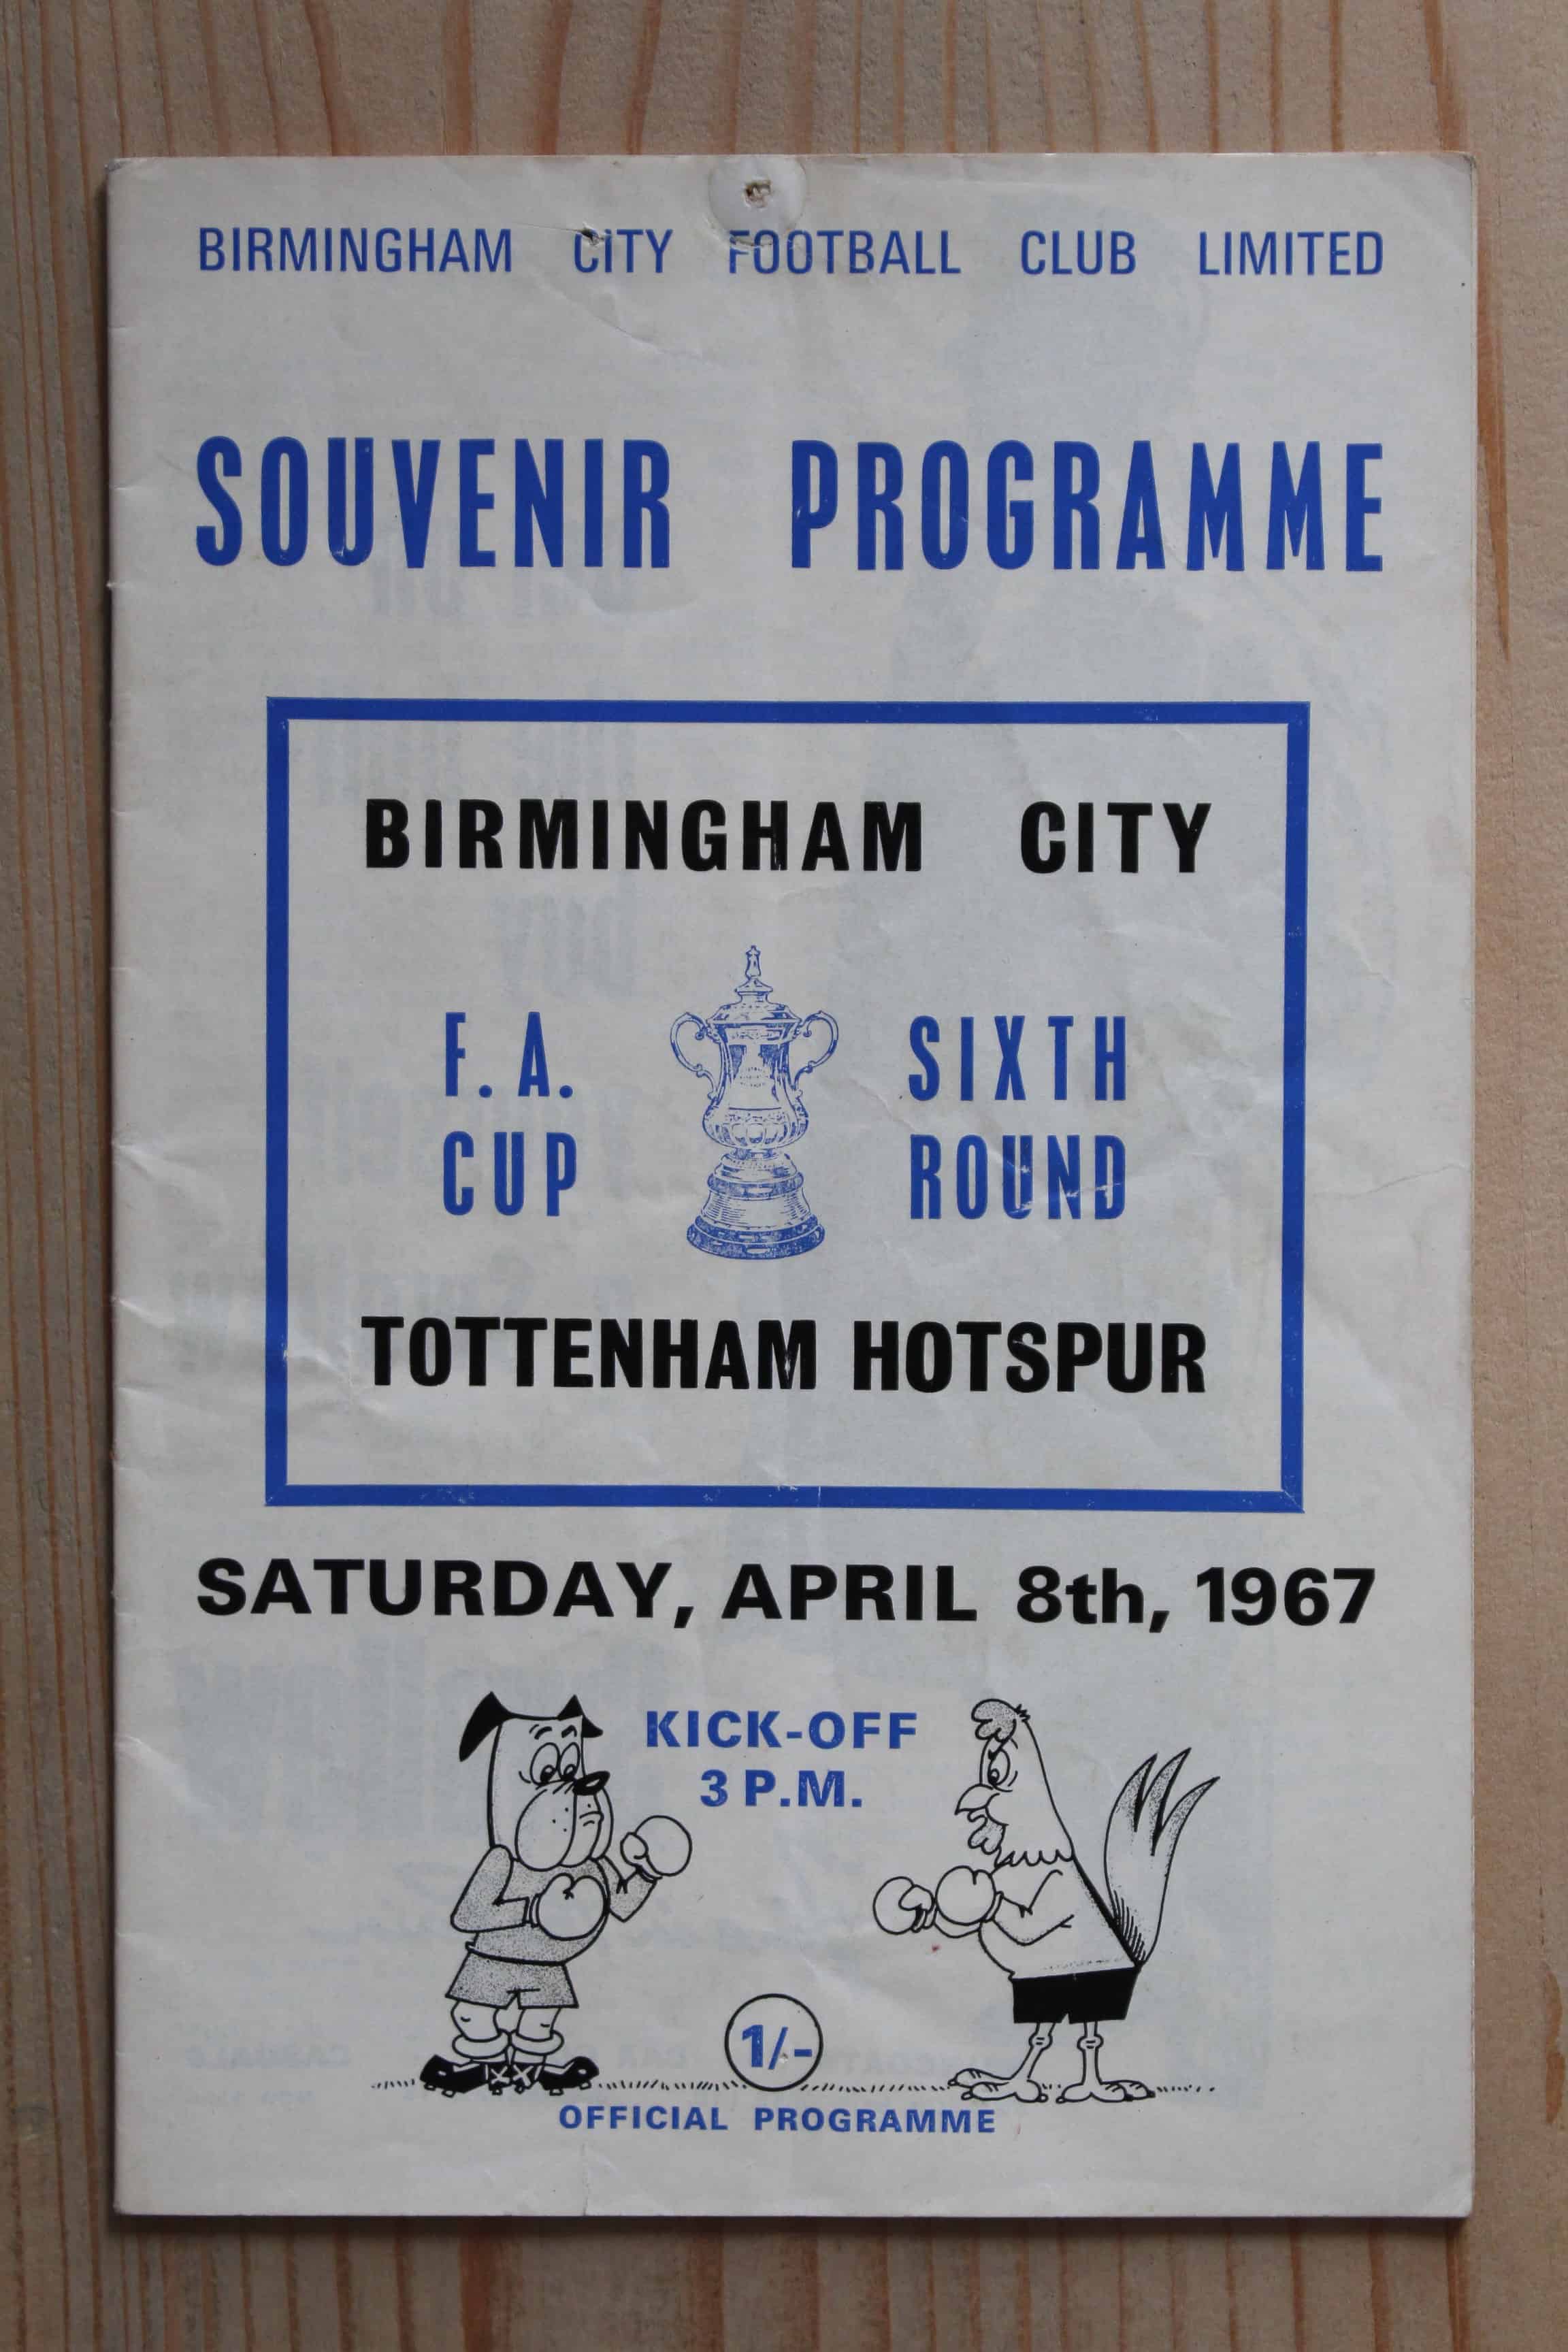 BIRMINGHAM CITY FOOTBALL CLUB LIMITED
SOUVENIR PROGRAMME
BIRMINGHAM CITY
F. A.
CUP
SIXTH
ROUND
TOTTENHAM HOTSPUR
SATURDAY, APRIL 8th, 1967
KICK-OFF
3 P.M.
1/-
OFFICIAL PROGRAMME